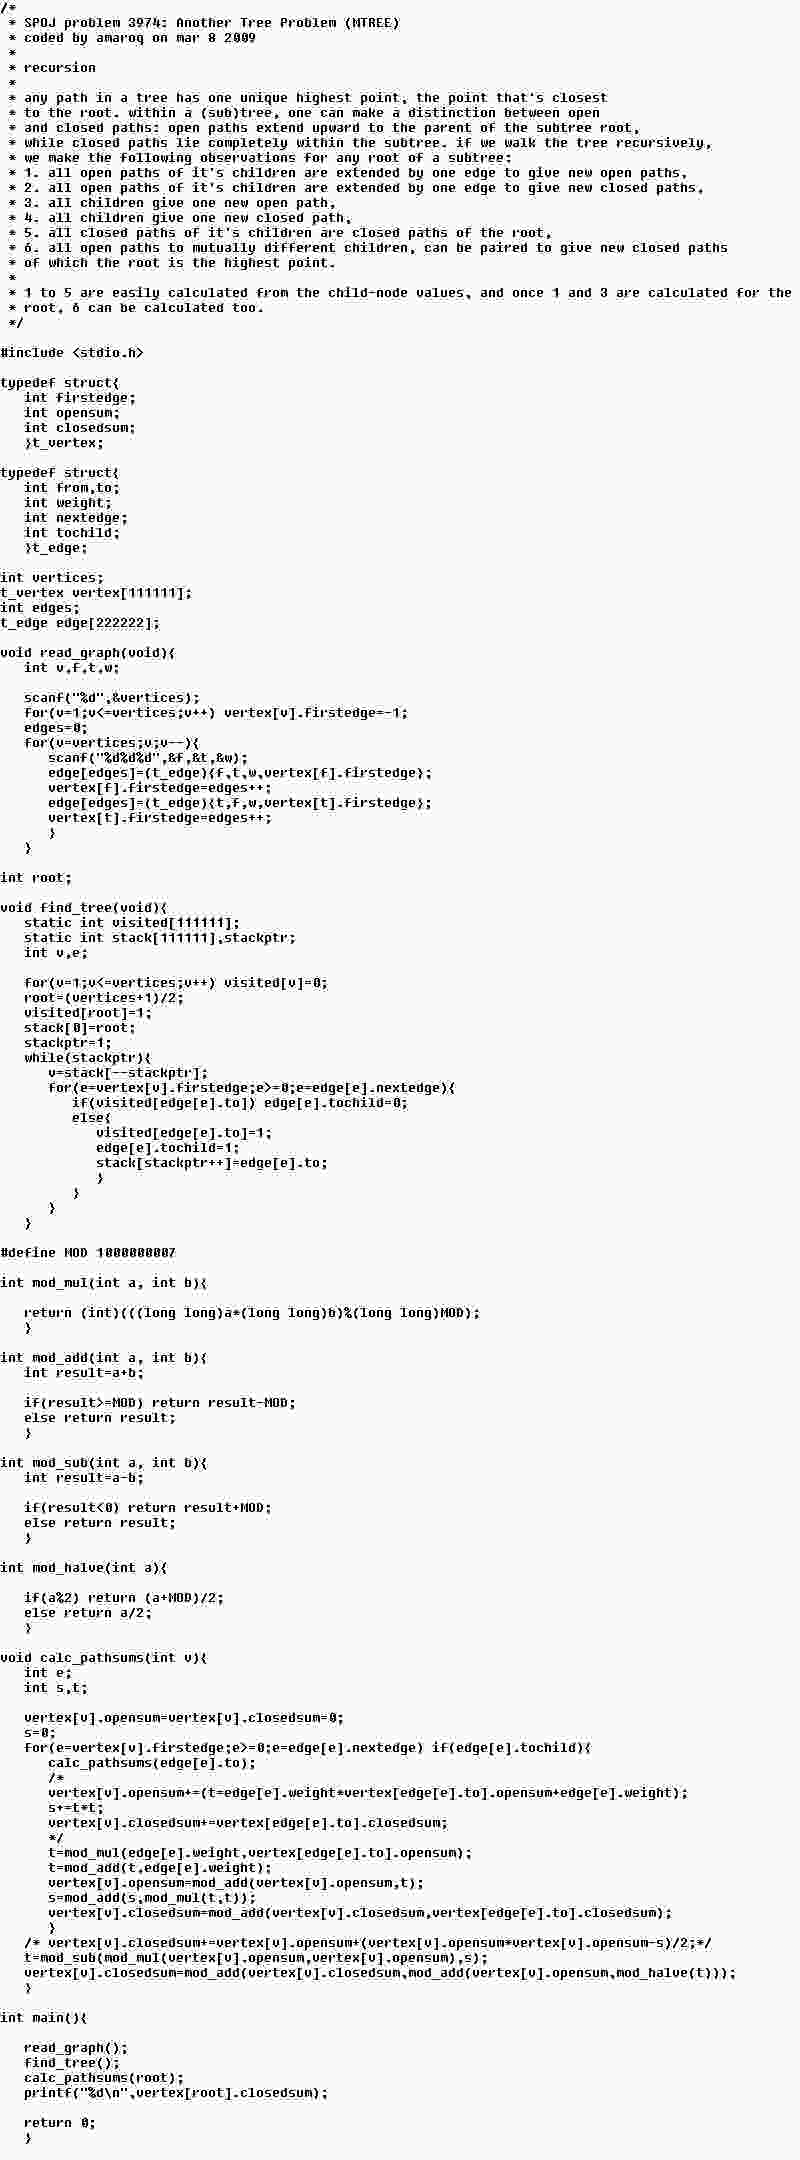 /*
 * SPOJ problem 3974: Another Tree Problem (MTREE)
 * coded by amaroq on mar 8 2009
 *
 * recursion
 *
 * any path in a tree has one unique highest point, the point that's closest
 * to the root. within a (sub)tree, one can make a distinction between open
 * and closed paths: open paths extend upward to the parent of the subtree root,
 * while closed paths lie completely within the subtree. if we walk the tree recursively,
 * we make the following observations for any root of a subtree:
 * 1. all open paths of it's children are extended by one edge to give new open paths,
 * 2. all open paths of it's children are extended by one edge to give new closed paths,
 * 3. all children give one new open path,
 * 4. all children give one new closed path,
 * 5. all closed paths of it's children are closed paths of the root,
 * 6. all open paths to mutually different children, can be paired to give new closed paths
 * of which the root is the highest point.
 *
 * 1 to 5 are easily calculated from the child-node values, and once 1 and 3 are calculated for the
 * root, 6 can be calculated too.
 */

#include <stdio.h>

typedef struct{
   int firstedge;
   int opensum;
   int closedsum;
   }t_vertex;

typedef struct{
   int from,to;
   int weight;
   int nextedge;
   int tochild;
   }t_edge;

int vertices;
t_vertex vertex[111111];
int edges;
t_edge edge[222222];

void read_graph(void){
   int v,f,t,w;

   scanf("%d",&vertices);
   for(v=1;v<=vertices;v++) vertex[v].firstedge=-1;
   edges=0;
   for(v=vertices;v;v--){
      scanf("%d%d%d",&f,&t,&w);
      edge[edges]=(t_edge){f,t,w,vertex[f].firstedge};
      vertex[f].firstedge=edges++;
      edge[edges]=(t_edge){t,f,w,vertex[t].firstedge};
      vertex[t].firstedge=edges++;
      }
   }

int root;

void find_tree(void){
   static int visited[111111];
   static int stack[111111],stackptr;
   int v,e;

   for(v=1;v<=vertices;v++) visited[v]=0;
   root=(vertices+1)/2;
   visited[root]=1;
   stack[0]=root;
   stackptr=1;
   while(stackptr){
      v=stack[--stackptr];
      for(e=vertex[v].firstedge;e>=0;e=edge[e].nextedge){
         if(visited[edge[e].to]) edge[e].tochild=0;
         else{
            visited[edge[e].to]=1;
            edge[e].tochild=1;
            stack[stackptr++]=edge[e].to;
            }
         }
      }
   }

#define MOD 1000000007

int mod_mul(int a, int b){

   return (int)(((long long)a*(long long)b)%(long long)MOD);
   }

int mod_add(int a, int b){
   int result=a+b;

   if(result>=MOD) return result-MOD;
   else return result;
   }

int mod_sub(int a, int b){
   int result=a-b;

   if(result<0) return result+MOD;
   else return result;
   }

int mod_halve(int a){

   if(a%2) return (a+MOD)/2;
   else return a/2;
   }

void calc_pathsums(int v){
   int e;
   int s,t;

   vertex[v].opensum=vertex[v].closedsum=0;
   s=0;
   for(e=vertex[v].firstedge;e>=0;e=edge[e].nextedge) if(edge[e].tochild){
      calc_pathsums(edge[e].to);
      /*
      vertex[v].opensum+=(t=edge[e].weight*vertex[edge[e].to].opensum+edge[e].weight);
      s+=t*t;
      vertex[v].closedsum+=vertex[edge[e].to].closedsum;
      */
      t=mod_mul(edge[e].weight,vertex[edge[e].to].opensum);
      t=mod_add(t,edge[e].weight);
      vertex[v].opensum=mod_add(vertex[v].opensum,t);
      s=mod_add(s,mod_mul(t,t));
      vertex[v].closedsum=mod_add(vertex[v].closedsum,vertex[edge[e].to].closedsum);
      }
   /* vertex[v].closedsum+=vertex[v].opensum+(vertex[v].opensum*vertex[v].opensum-s)/2;*/
   t=mod_sub(mod_mul(vertex[v].opensum,vertex[v].opensum),s);
   vertex[v].closedsum=mod_add(vertex[v].closedsum,mod_add(vertex[v].opensum,mod_halve(t)));
   }

int main(){

   read_graph();
   find_tree();
   calc_pathsums(root);
   printf("%d\n",vertex[root].closedsum);

   return 0;
   }